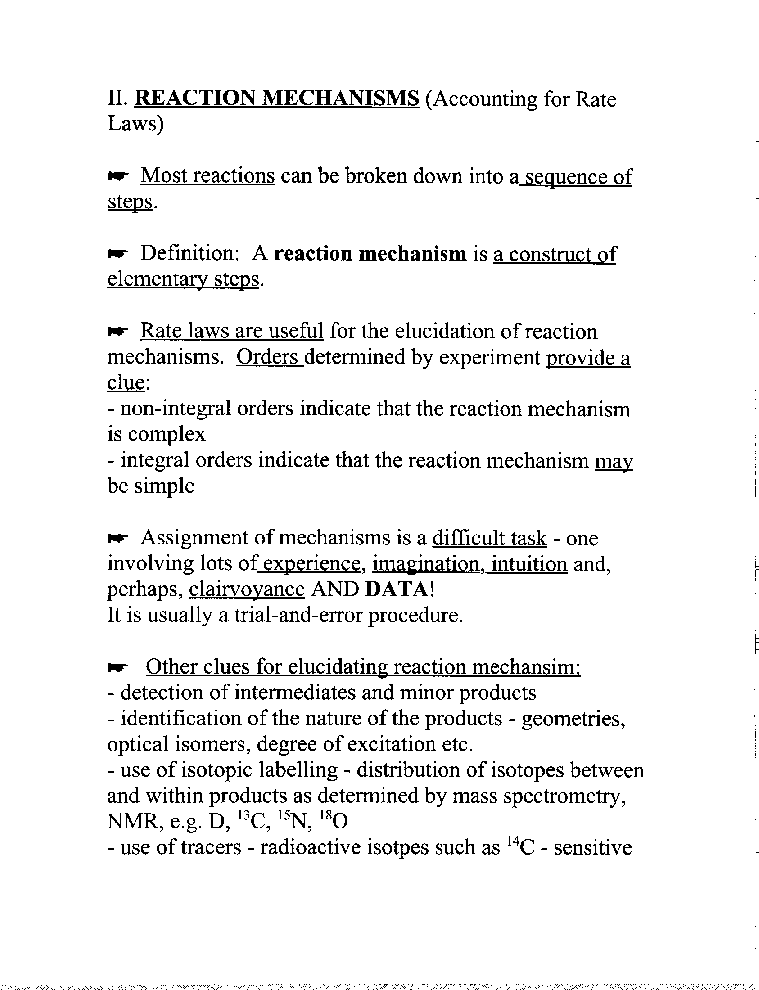 II. REACTION MECHANISMS (Accounting for Rate
Laws)
☛ Most reactions can be broken down into a sequence of
steps.
☛ Definition: A reaction mechanism is a construct of
elementary steps.
☛ Rate laws are useful for the elucidation of reaction
mechanisms. Orders determined by experiment provide a
clue:
- non-integral orders indicate that the reaction mechanism
is complex
- integral orders indicate that the reaction mechanism may
be simple
☛ Assignment of mechanisms is a difficult task - one
involving lots of experience, imagination, intuition and,
perhaps, clairvoyance AND DATA!
It is usually a trial-and-error procedure.
☛ Other clues for elucidating reaction mechansim:
- detection of intermediates and minor products
- identification of the nature of the products - geometries,
optical isomers, degree of excitation etc.
- use of isotopic labelling - distribution of isotopes between
and within products as determined by mass spectrometry,
NMR, e.g. D, ¹³C, ¹⁵N, ¹⁸O
- use of tracers - radioactive isotpes such as ¹⁴C - sensitive